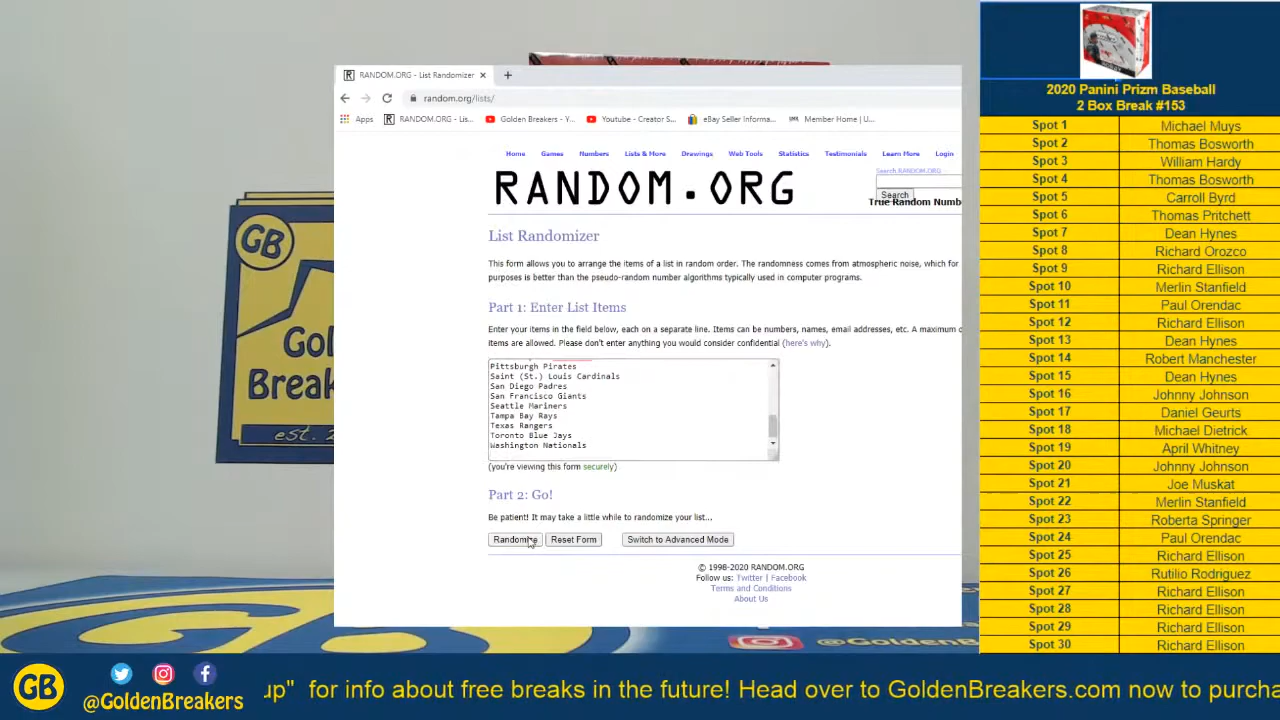 RANDOM.ORG - List Randomizer
random.org/lists/
Apps RANDOM.ORG - Lis... Golden Breakers - Y... Youtube - Creator S... eBay Seller Informa... Member Home | U...
Home Games Numbers Lists & More Drawings Web Tools Statistics Testimonials Learn More Login
Search RANDOM.ORG
RANDOM.ORG
Search
True Random Numb
List Randomizer
This form allows you to arrange the items of a list in random order. The randomness comes from atmospheric noise, which for
purposes is better than the pseudo-random number algorithms typically used in computer programs.
Part 1: Enter List Items
Enter your items in the field below, each on a separate line. Items can be numbers, names, email addresses, etc. A maximum
items are allowed. Please don't enter anything you would consider confidential (here's why).
Pittsburgh Pirates
Saint (St.) Louis Cardinals
San Diego Padres
San Francisco Giants
Seattle Mariners
Tampa Bay Rays
Texas Rangers
Toronto Blue Jays
Washington Nationals
(you're viewing this form securely)
Part 2: Go!
Be patient! It may take a little while to randomize your list...
Randomize Reset Form Switch to Advanced Mode
© 1998-2020 RANDOM.ORG
Follow us: Twitter | Facebook
Terms and Conditions
About Us
GB
Gol
Break
est. 2
2020 Panini Prizm Baseball
2 Box Break #153
Spot 1 Michael Muys
Spot 2 Thomas Bosworth
Spot 3 William Hardy
Spot 4 Thomas Bosworth
Spot 5 Carroll Byrd
Spot 6 Thomas Pritchett
Spot 7 Dean Hynes
Spot 8 Richard Orozco
Spot 9 Richard Ellison
Spot 10 Merlin Stanfield
Spot 11 Paul Orendac
Spot 12 Richard Ellison
Spot 13 Dean Hynes
Spot 14 Robert Manchester
Spot 15 Dean Hynes
Spot 16 Johnny Johnson
Spot 17 Daniel Geurts
Spot 18 Michael Dietrick
Spot 19 April Whitney
Spot 20 Johnny Johnson
Spot 21 Joe Muskat
Spot 22 Merlin Stanfield
Spot 23 Roberta Springer
Spot 24 Paul Orendac
Spot 25 Richard Ellison
Spot 26 Rutilio Rodriguez
Spot 27 Richard Ellison
Spot 28 Richard Ellison
Spot 29 Richard Ellison
Spot 30 Richard Ellison
@Golden
GB
@GoldenBreakers
up" for info about free breaks in the future! Head over to GoldenBreakers.com now to purcha